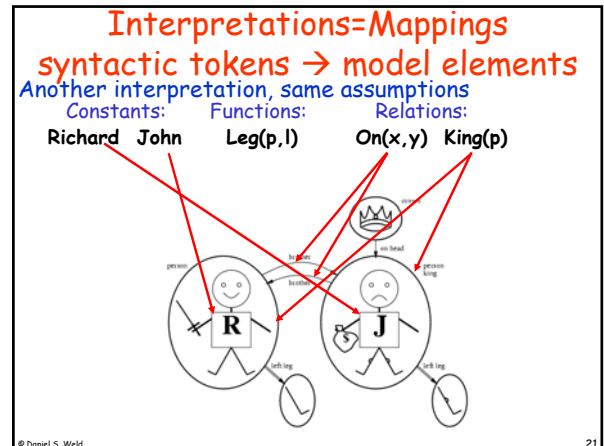 Interpretations=Mappings
syntactic tokens → model elements
Another interpretation, same assumptions
Constants: Functions: Relations:
Richard John Leg(p,l) On(x,y) King(p)
crown
on head
person brother person
king
brother
R J
$
left leg left leg
© Daniel S. Weld 21